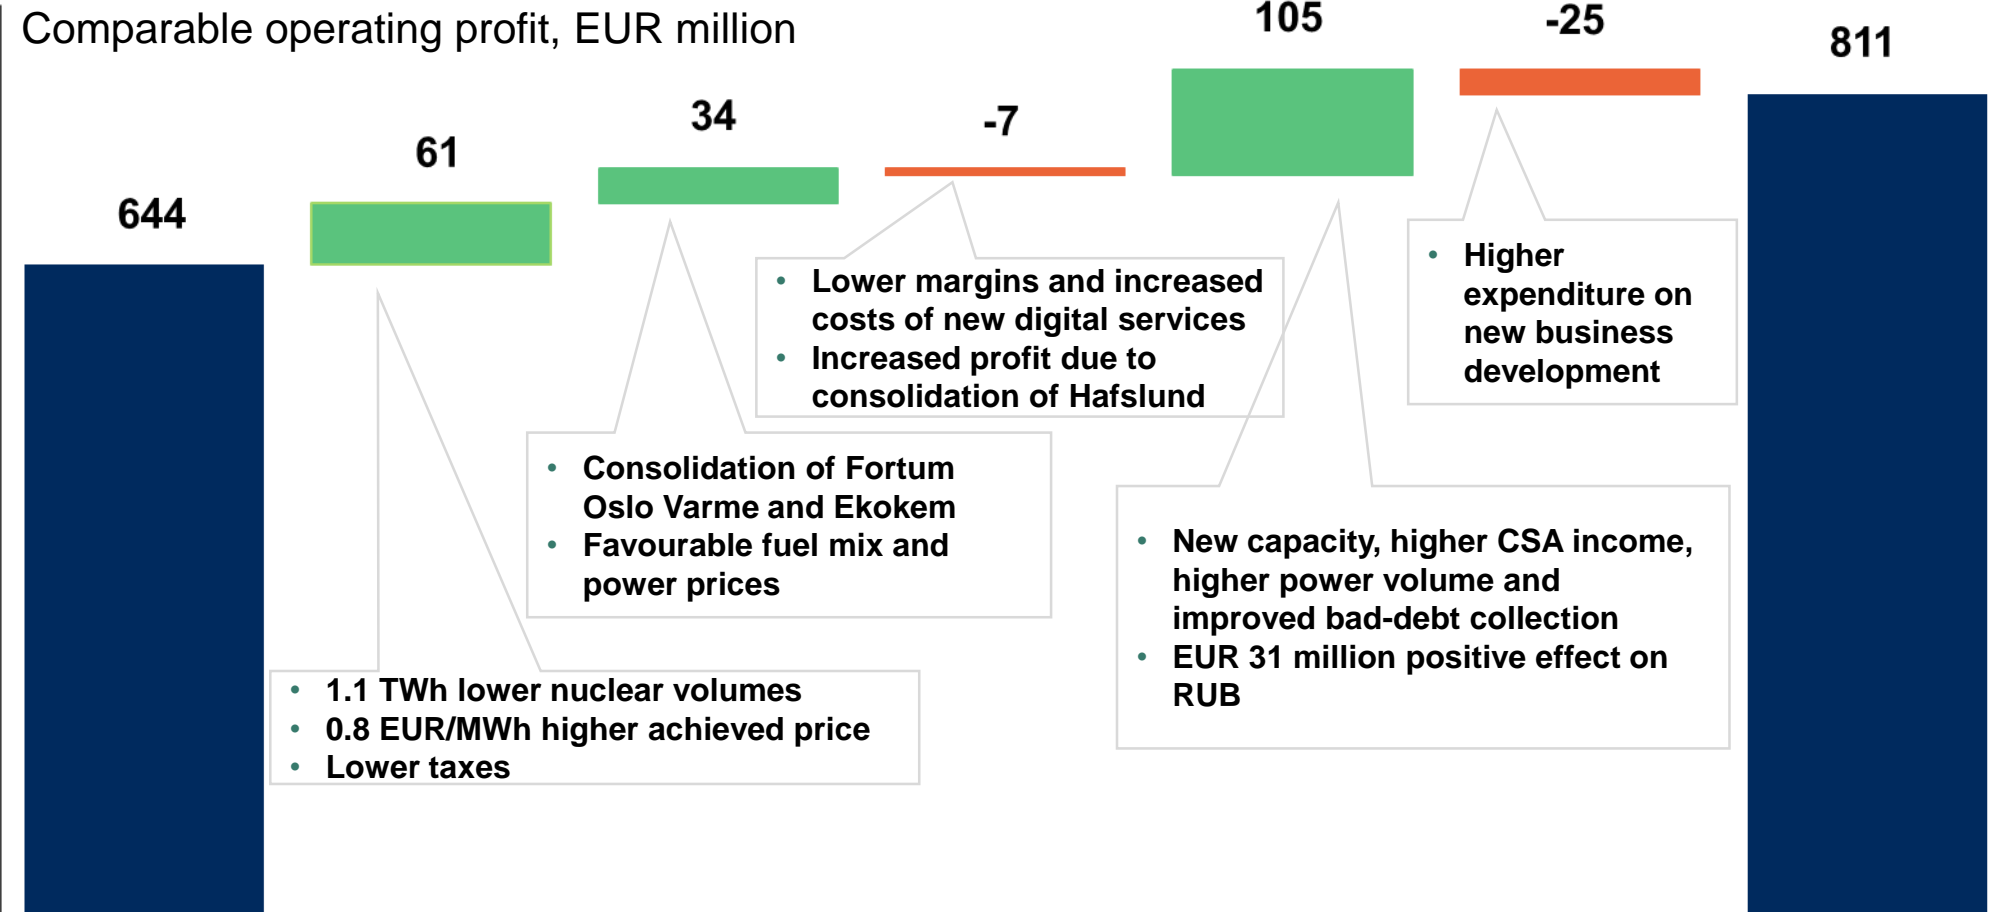 Comparable operating profit, EUR million
644
61
34
-7
105
-25
811
• 1.1 TWh lower nuclear volumes
• 0.8 EUR/MWh higher achieved price
• Lower taxes
• Consolidation of Fortum
Oslo Varme and Ekokem
• Favourable fuel mix and
power prices
• Lower margins and increased
costs of new digital services
• Increased profit due to
consolidation of Hafslund
• New capacity, higher CSA income,
higher power volume and
improved bad-debt collection
• EUR 31 million positive effect on
RUB
• Higher
expenditure on
new business
development